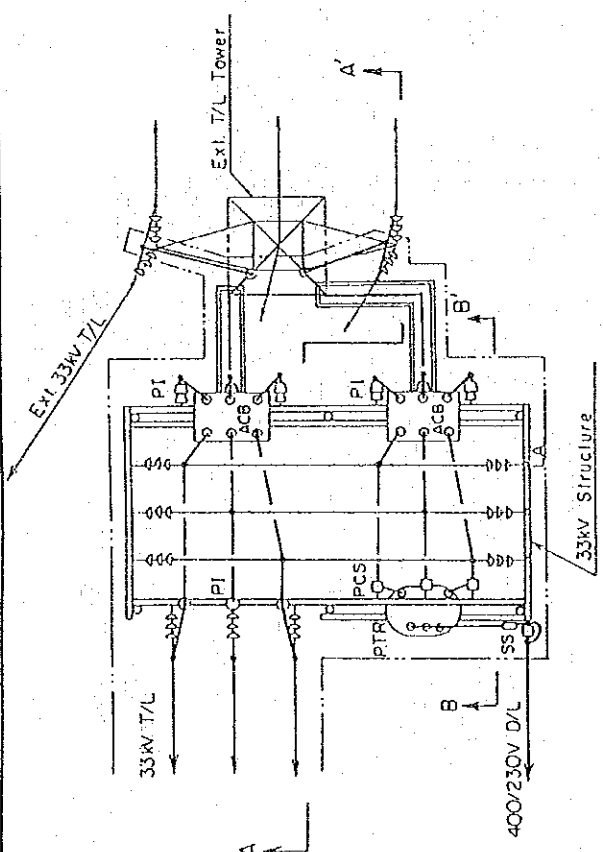 Ext. T/L Tower
A'
Ext. 33kV T/L
B'
PI
PI
ACB
ACB
A
33kV Structure
PI
PCS
PTR
SS
33kV T/L
B
400/230V D/L
A